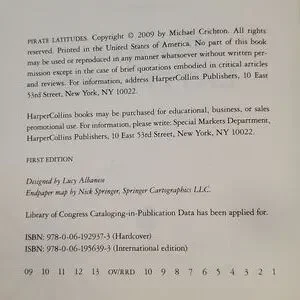 PIRATE LATITUDES. Copyright © 2009 by Michael Crichton. All rights
reserved. Printed in the United States of America. No part of this book
may be used or reproduced in any manner whatsoever without written per-
mission except in the case of brief quotations embodied in critical articles
and reviews. For information, address HarperCollins Publishers, 10 East
53rd Street, New York, NY 10022.
HarperCollins books may be purchased for educational, business, or sales
promotional use. For information, please write: Special Markets Department,
HarperCollins Publishers, 10 East 53rd Street, New York, NY 10022.
FIRST EDITION
Designed by Lucy Albanese
Endpaper map by Nick Springer, Springer Cartographics LLC.
Library of Congress Cataloging-in-Publication Data has been applied for.
ISBN: 978-0-06-192937-3 (Hardcover)
ISBN: 978-0-06-195639-3 (International edition)
09 10 11 12 13 OV/RRD 10 9 8 7 6 5 4 3 2 1